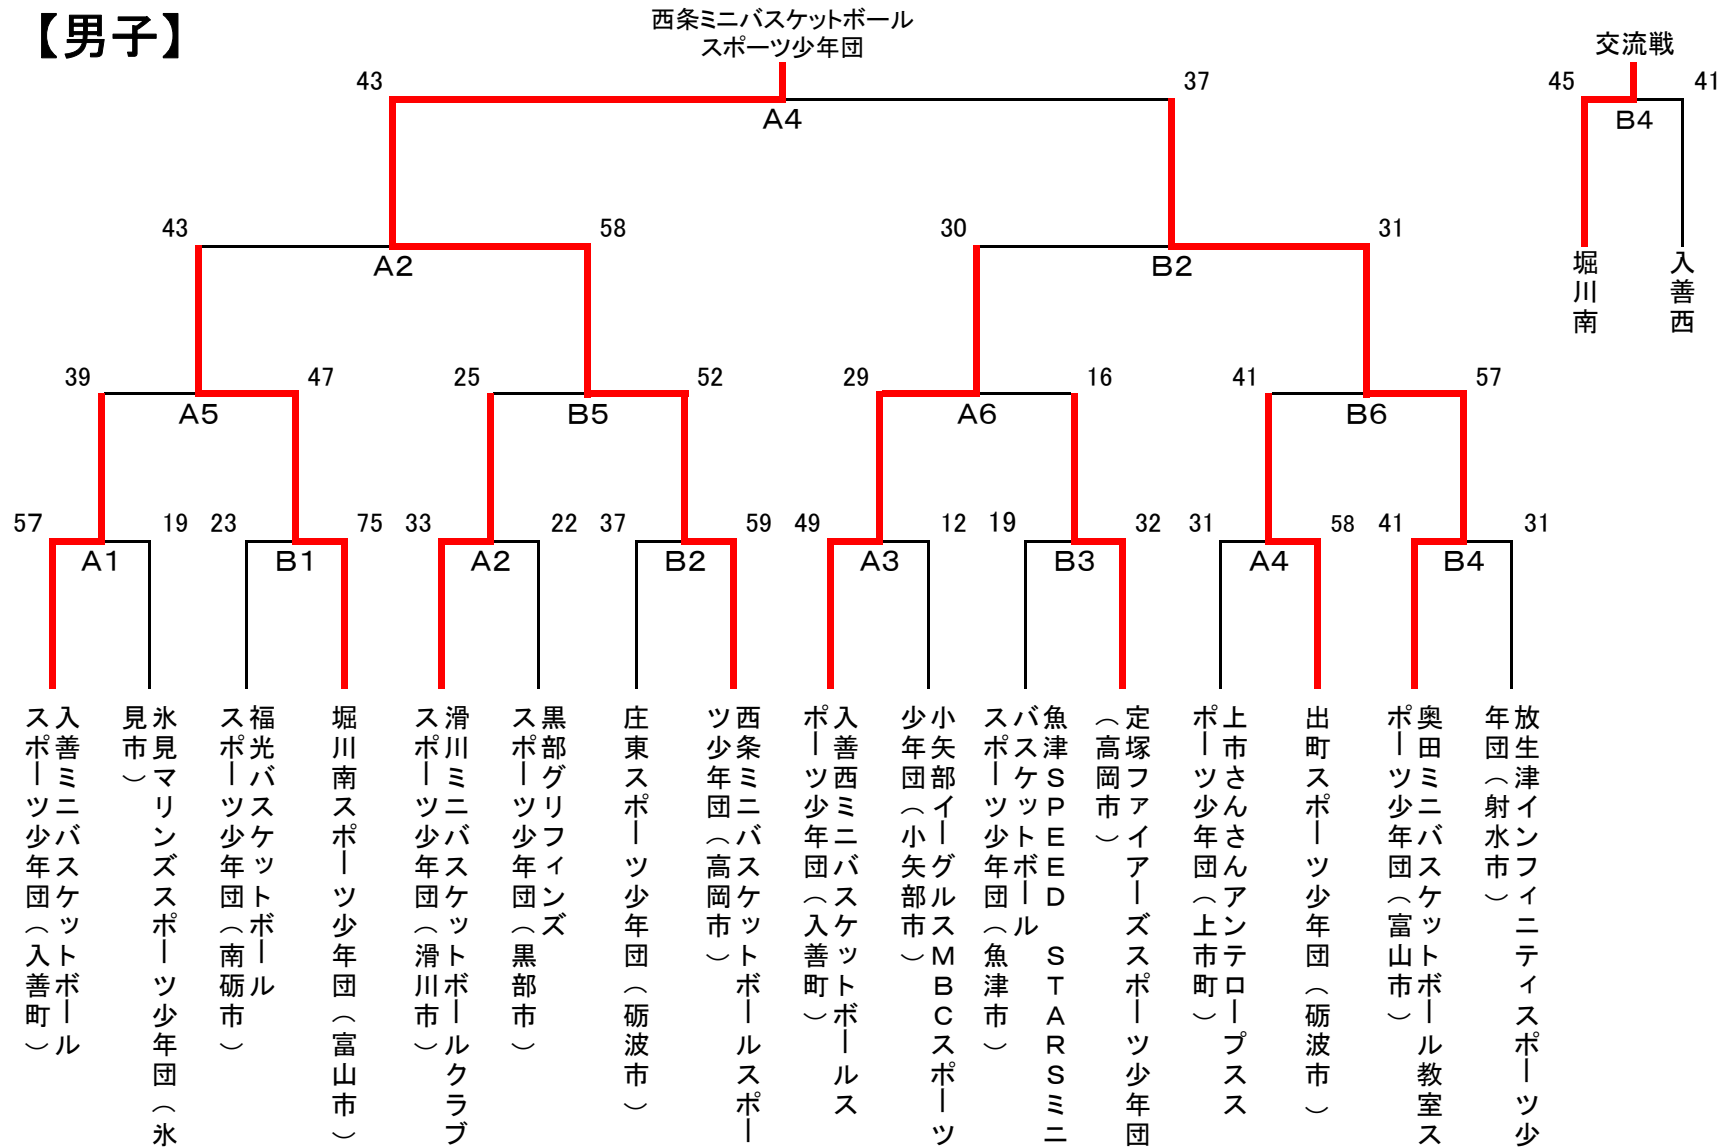 【男子】
西条ミニバスケットボール
スポーツ少年団
交流戦
43
37
A4
45
41
B4
堀川南
入善西
43
58
A2
30
31
B2
39
47
A5
25
52
B5
29
16
A6
41
57
B6
57
19
A1
23
75
B1
33
22
A2
37
59
B2
49
12
A3
19
32
B3
31
58
A4
41
31
B4
入善ミニバスケットボール
スポーツ少年団（入善町）
氷見マリンズスポーツ少年団（氷
見市）
福光バスケットボール
スポーツ少年団（南砺市）
堀川南スポーツ少年団（富山市）
滑川ミニバスケットボールクラブ
スポーツ少年団（滑川市）
黒部グリフィンズ
スポーツ少年団（黒部市）
庄東スポーツ少年団（砺波市）
西条ミニバスケットボールスポー
ツ少年団（高岡市）
入善西ミニバスケットボールス
ポーツ少年団（入善町）
小矢部イーグルスMBCスポーツ
少年団（小矢部市）
魚津SPEED STARSミニ
バスケットボール
スポーツ少年団（魚津市）
定塚ファイアーズスポーツ少年団
（高岡市）
上市さんさんアンテロープスス
ポーツ少年団（上市町）
出町スポーツ少年団（砺波市）
奥田ミニバスケットボール教室ス
ポーツ少年団（富山市）
放生津インフィニティスポーツ少
年団（射水市）